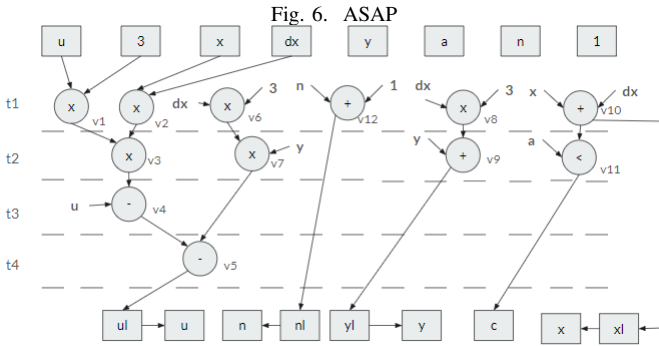 Fig. 6. ASAP
u 3 x dx y a n 1
dx 3 n 1 dx 3 x dx
t1 x v1 x v2 x v6 + v12 x v8 + v10
t2 x v3 x v7 y y + v9 a < v11
t3 u - v4
t4 - v5
ul u n nl yl y c x xl